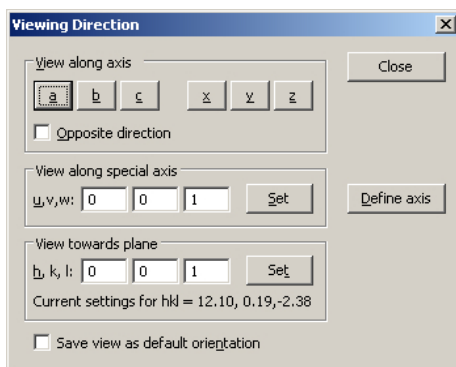 Viewing Direction
View along axis
Close
a b c x y z
Opposite direction
View along special axis
u,v,w: 0 0 1 Set
Define axis
View towards plane
h, k, l: 0 0 1 Set
Current settings for hkl = 12.10, 0.19,-2.38
Save view as default orientation